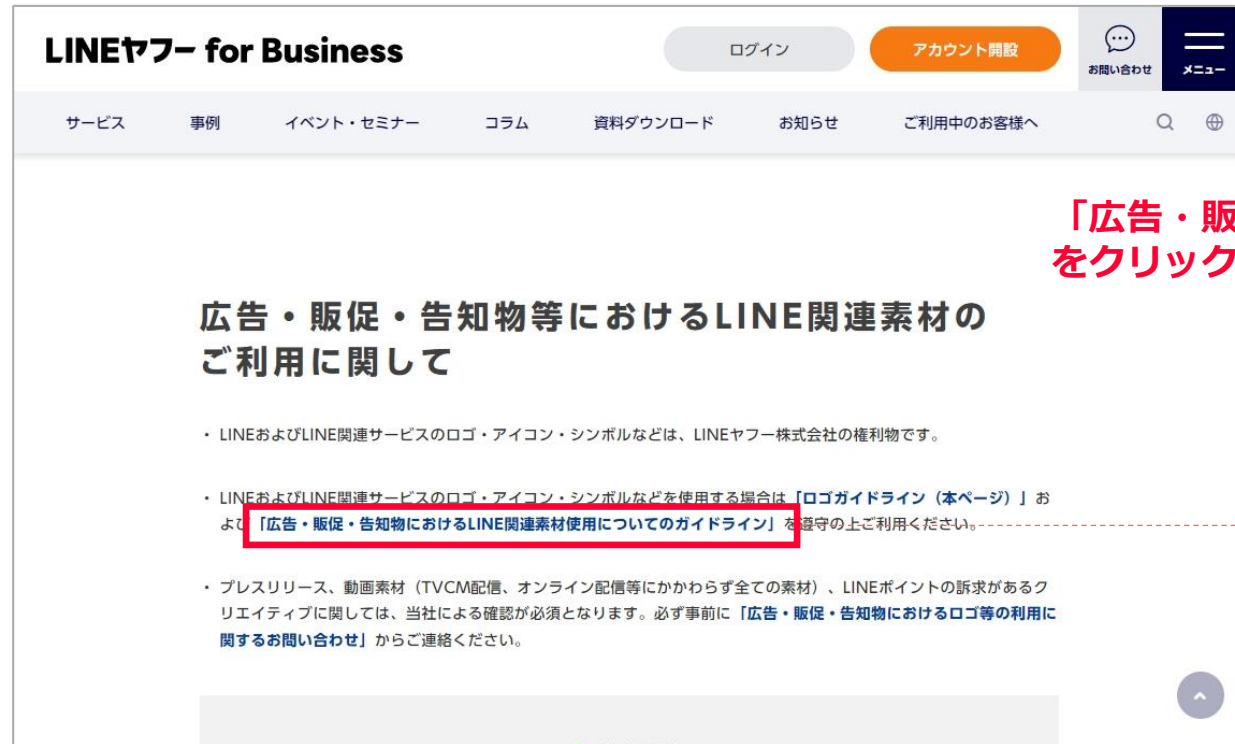 LINEヤフー for Business
ログイン
アカウント開設
お問い合わせ
メニュー
サービス
事例
イベント・セミナー
コラム
資料ダウンロード
お知らせ
ご利用中のお客様へ
「広告・販
をクリック
広告・販促・告知物等におけるLINE関連素材の
ご利用に関して
・ LINEおよびLINE関連サービスのロゴ・アイコン・シンボルなどは、LINEヤフー株式会社の権利物です。
・ LINEおよびLINE関連サービスのロゴ・アイコン・シンボルなどを使用する場合は「ロゴガイドライン（本ページ）」お
よび「広告・販促・告知物におけるLINE関連素材使用についてのガイドライン」を遵守の上ご利用ください。
・ プレスリリース、動画素材（TVCM配信、オンライン配信等にかかわらず全ての素材）、LINEポイントの訴求があるク
リエイティブに関しては、当社による確認が必須となります。必ず事前に「広告・販促・告知物におけるロゴ等の利用に
関するお問い合わせ」からご連絡ください。